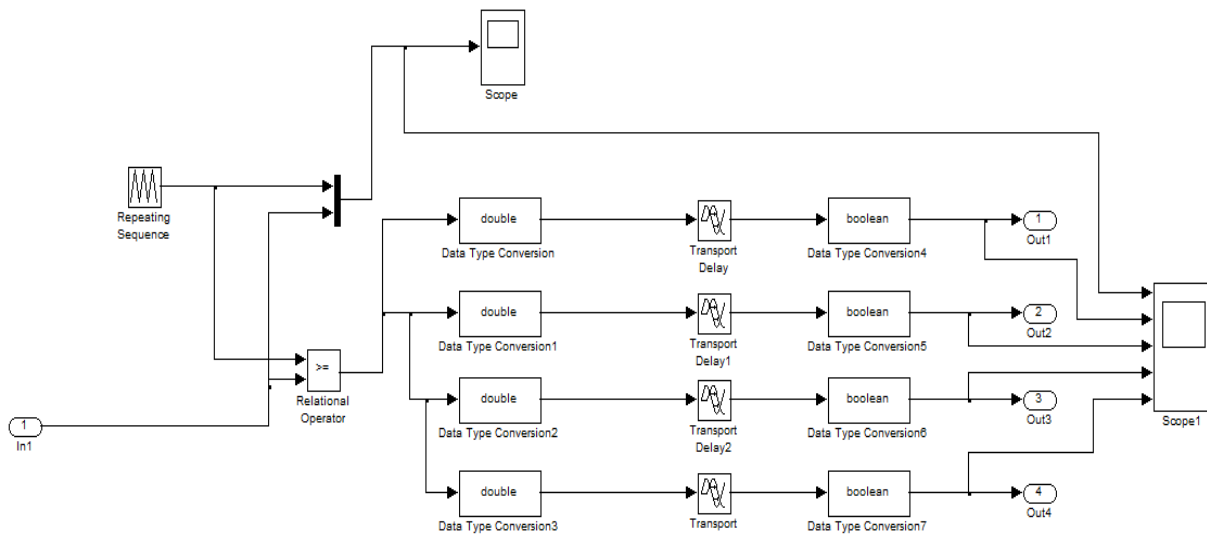 Scope
Repeating
Sequence
double
Data Type Conversion
Transport
Delay
boolean
Data Type Conversion4
1
Out1
double
Data Type Conversion1
Transport
Delay1
boolean
Data Type Conversion5
2
Out2
>=
Relational
Operator
double
Data Type Conversion2
Transport
Delay2
boolean
Data Type Conversion6
3
Out3
Scope1
1
In1
double
Data Type Conversion3
Transport
boolean
Data Type Conversion7
4
Out4